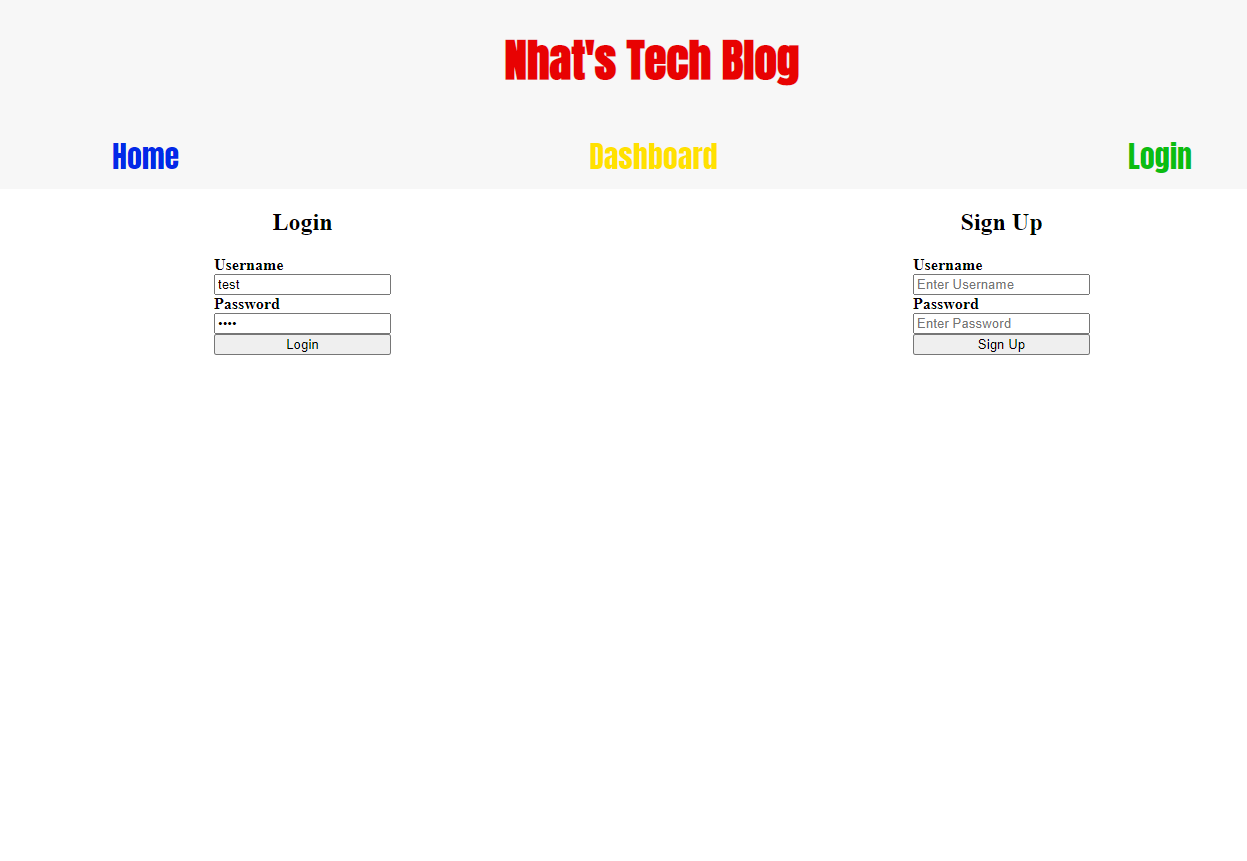 Nhat's Tech Blog
Home Dashboard Login
Login
Username
test
Password
••••
Login
Sign Up
Username
Enter Username
Password
Enter Password
Sign Up